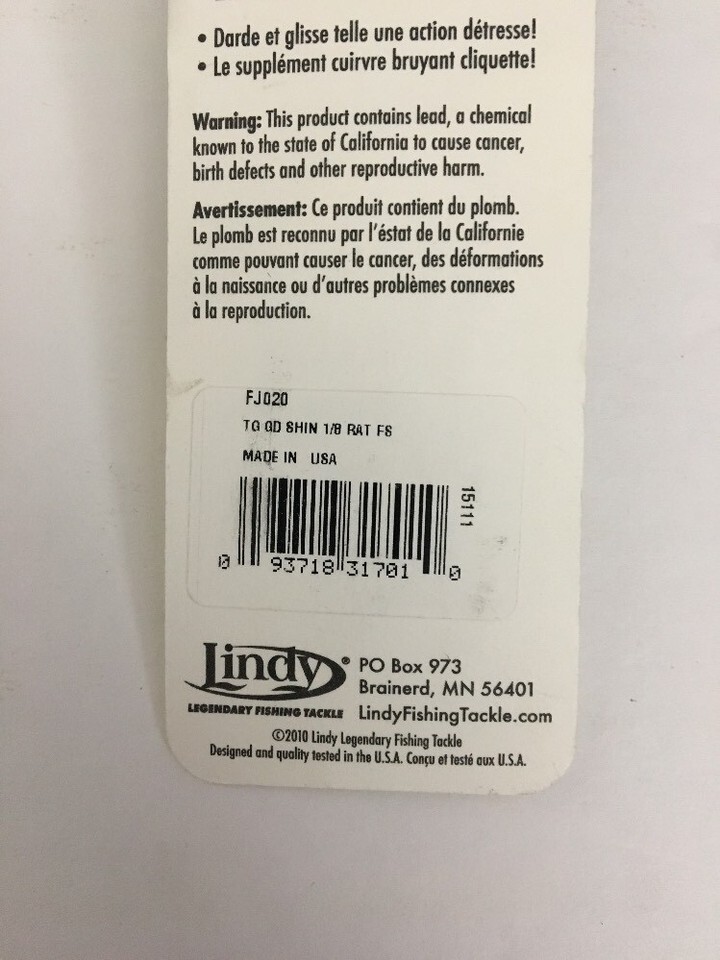 • Darde et glisse telle une action détresse!
• Le supplément cuirvre bruyant cliquette!
Warning: This product contains lead, a chemical
known to the state of California to cause cancer,
birth defects and other reproductive harm.
Avertissement: Ce produit contient du plomb.
Le plomb est reconnu par l'éstat de la Californie
comme pouvant causer le cancer, des déformations
à la naissance ou d'autres problèmes connexes
à la reproduction.
FJ020
TG GD SHIN 1/8 RAT FS
MADE IN USA
15111
0 93718 31701 0
Lindy®
LEGENDARY FISHING TACKLE
PO Box 973
Brainerd, MN 56401
LindyFishingTackle.com
©2010 Lindy Legendary Fishing Tackle
Designed and quality tested in the U.S.A. Conçu et testé aux U.S.A.